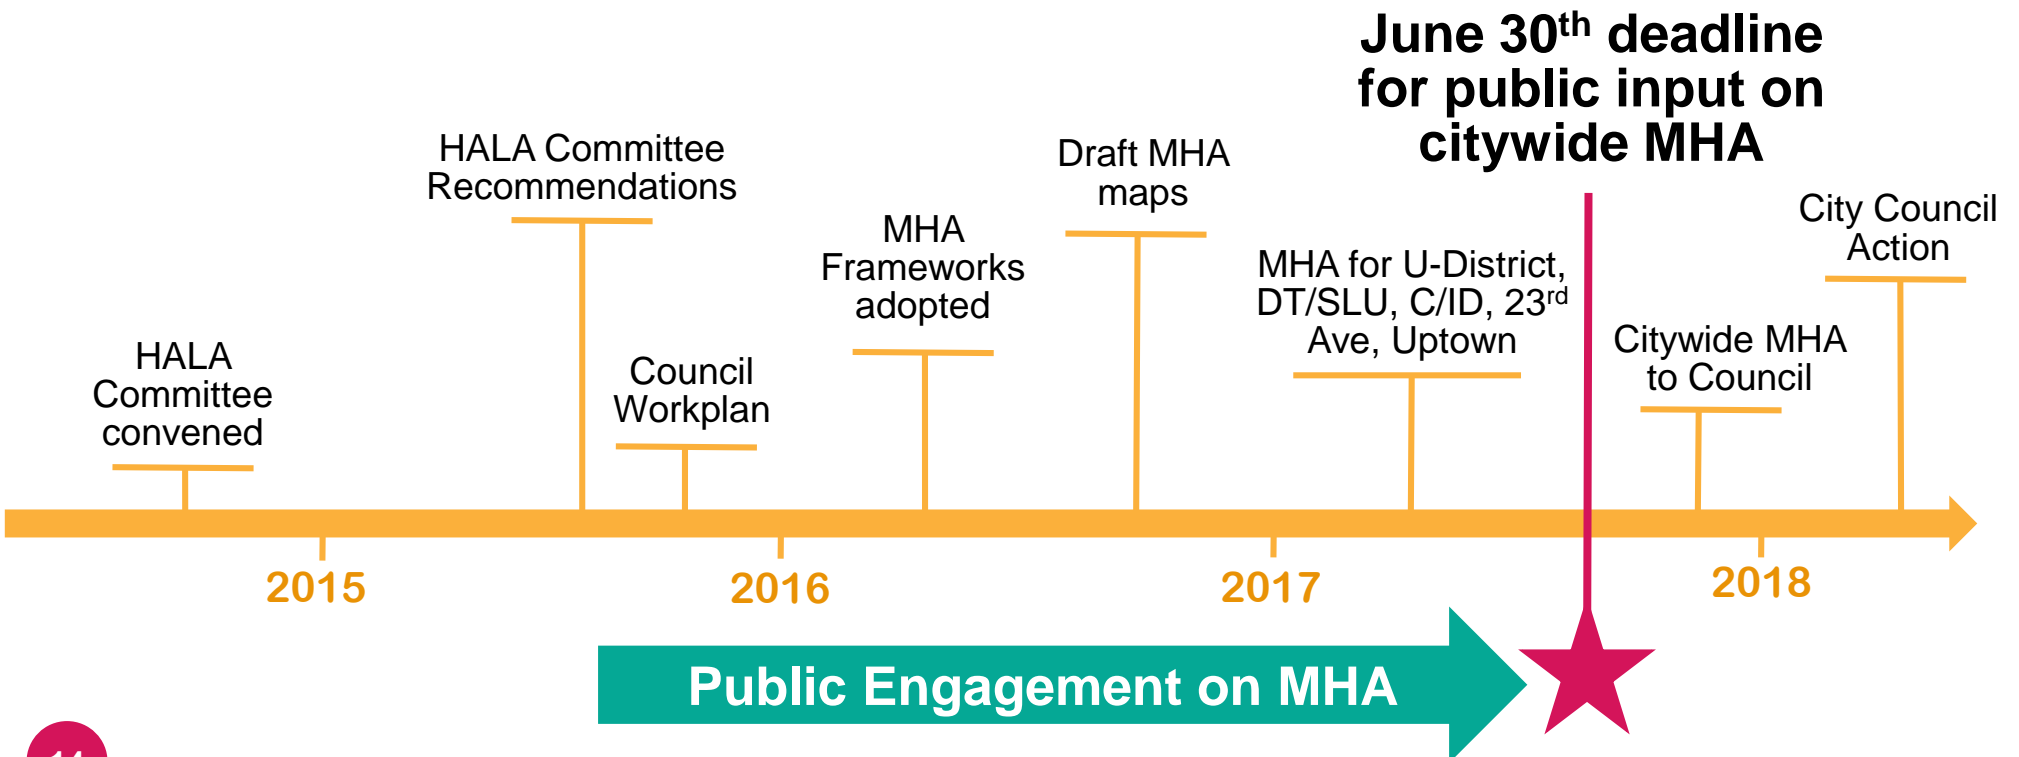 June 30th deadline
for public input on
citywide MHA
HALA Committee
Recommendations
Draft MHA
maps
City Council
Action
MHA
Frameworks
adopted
MHA for U-District,
DT/SLU, C/ID, 23rd
Ave, Uptown
Citywide MHA
to Council
HALA
Committee
convened
Council
Workplan
2015
2016
2017
2018
Public Engagement on MHA